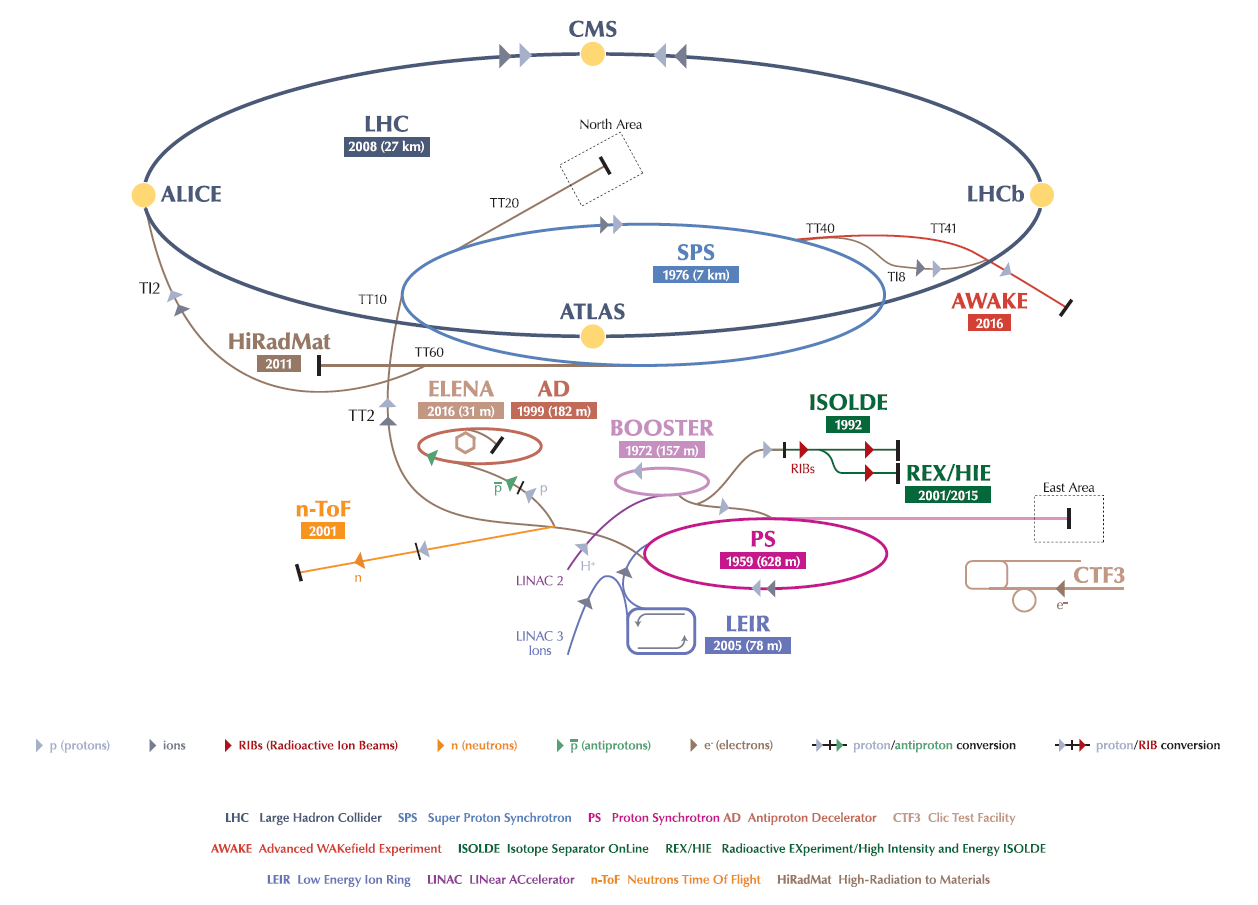 CMS
LHC
2008 (27 km)
North Area
ALICE
LHCb
TT20
TT40
TT41
SPS
1976 (7 km)
TI8
TI2
TT10
ATLAS
AWAKE
2016
HiRadMat
2011
TT60
ELENA
2016 (31 m)
AD
1999 (182 m)
TT2
BOOSTER
1972 (157 m)
ISOLDE
1992
RIBs
REX/HIE
2001/2015
p̅
p
East Area
n-ToF
2001
n
PS
1959 (628 m)
H⁺
LINAC 2
CTF3
e⁻
LINAC 3
Ions
LEIR
2005 (78 m)
p (protons)
ions
RIBs (Radioactive Ion Beams)
n (neutrons)
p̅ (antiprotons)
e⁻ (electrons)
proton/antiproton conversion
proton/RIB conversion
LHC Large Hadron Collider SPS Super Proton Synchrotron PS Proton Synchrotron AD Antiproton Decelerator CTF3 Clic Test Facility
AWAKE Advanced WAKefield Experiment ISOLDE Isotope Separator OnLine REX/HIE Radioactive EXperiment/High Intensity and Energy ISOLDE
LEIR Low Energy Ion Ring LINAC LINear ACcelerator n-ToF Neutrons Time Of Flight HiRadMat High-Radiation to Materials